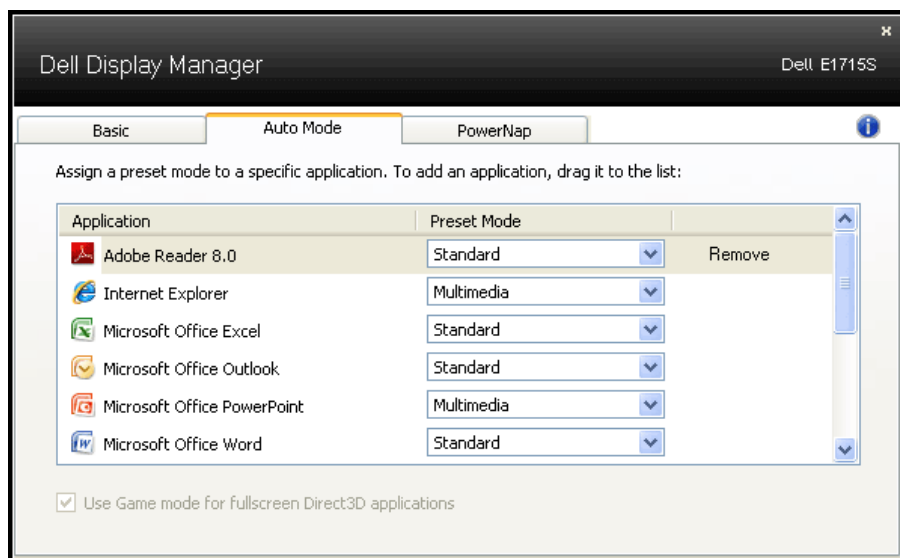 Dell Display Manager
Dell E1715S
Basic
Auto Mode
PowerNap
Assign a preset mode to a specific application. To add an application, drag it to the list:
Application Preset Mode
Adobe Reader 8.0 Standard Remove
Internet Explorer Multimedia
Microsoft Office Excel Standard
Microsoft Office Outlook Standard
Microsoft Office PowerPoint Multimedia
Microsoft Office Word Standard
Use Game mode for fullscreen Direct3D applications